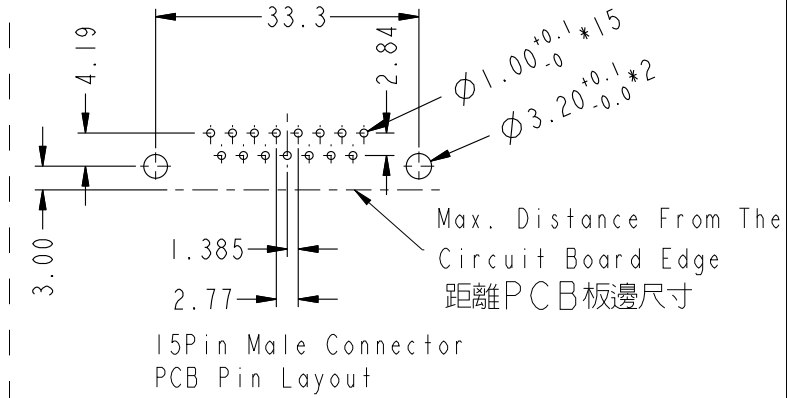 33.3
4.19
2.84
Ø1.00 +0.1 -0 *15
Ø3.20 +0.1 -0.0 *2
3.00
1.385
2.77
Max. Distance From The
Circuit Board Edge
距離PCB板邊尺寸
15Pin Male Connector
PCB Pin Layout